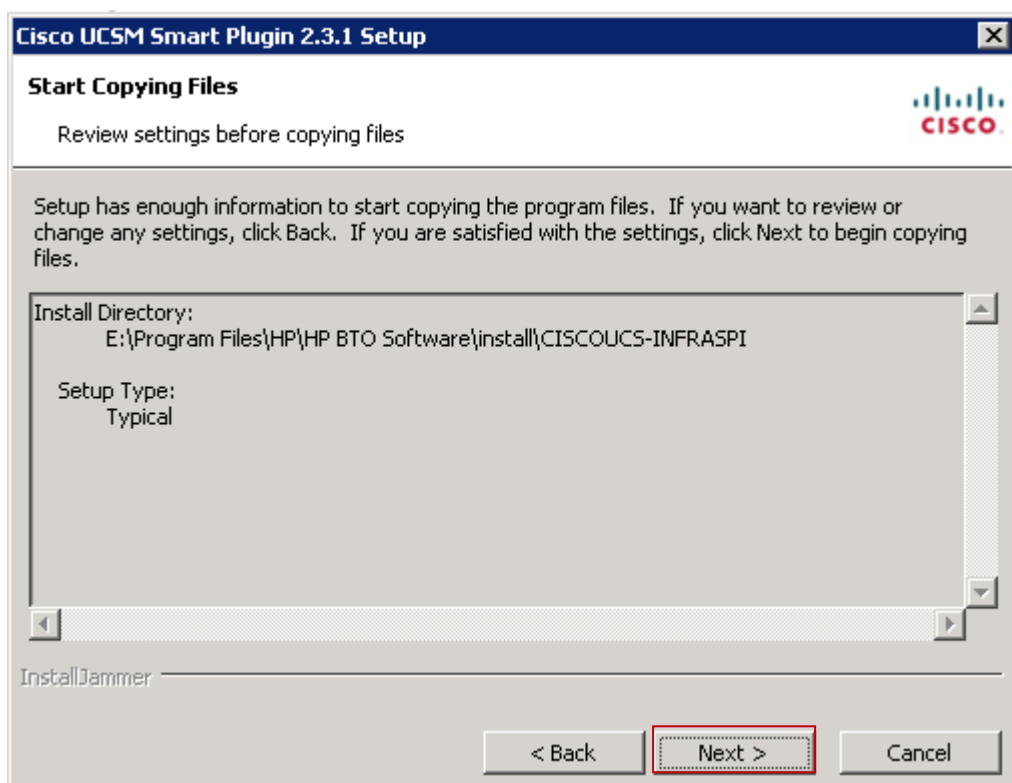 Cisco UCSM Smart Plugin 2.3.1 Setup
Start Copying Files
Review settings before copying files
CISCO
Setup has enough information to start copying the program files.  If you want to review or
change any settings, click Back.  If you are satisfied with the settings, click Next to begin copying
files.
Install Directory:
E:\Program Files\HP\HP BTO Software\install\CISCOUCS-INFRASPI
Setup Type:
Typical
InstallJammer
< Back
Next >
Cancel